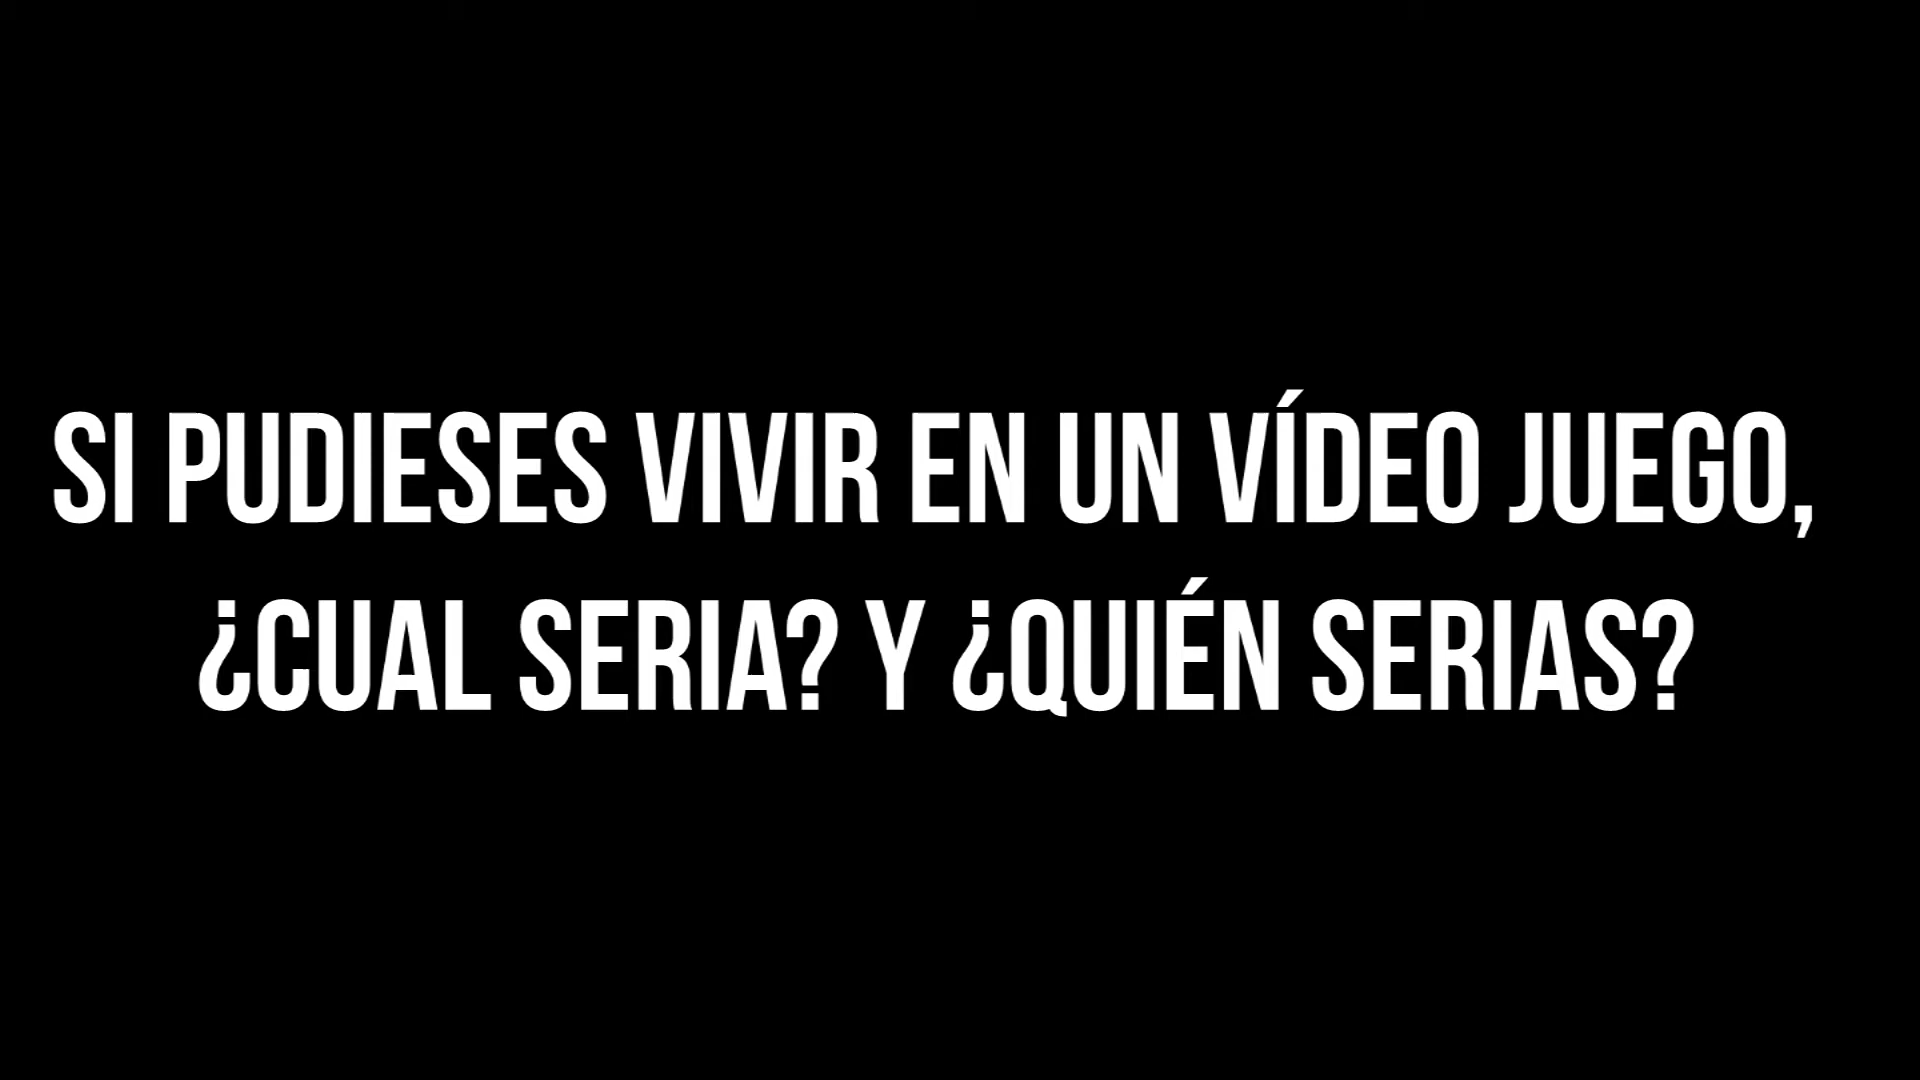 SI PUDIESES VIVIR EN UN VÍDEO JUEGO,
¿CUAL SERIA? Y ¿QUIÉN SERIAS?